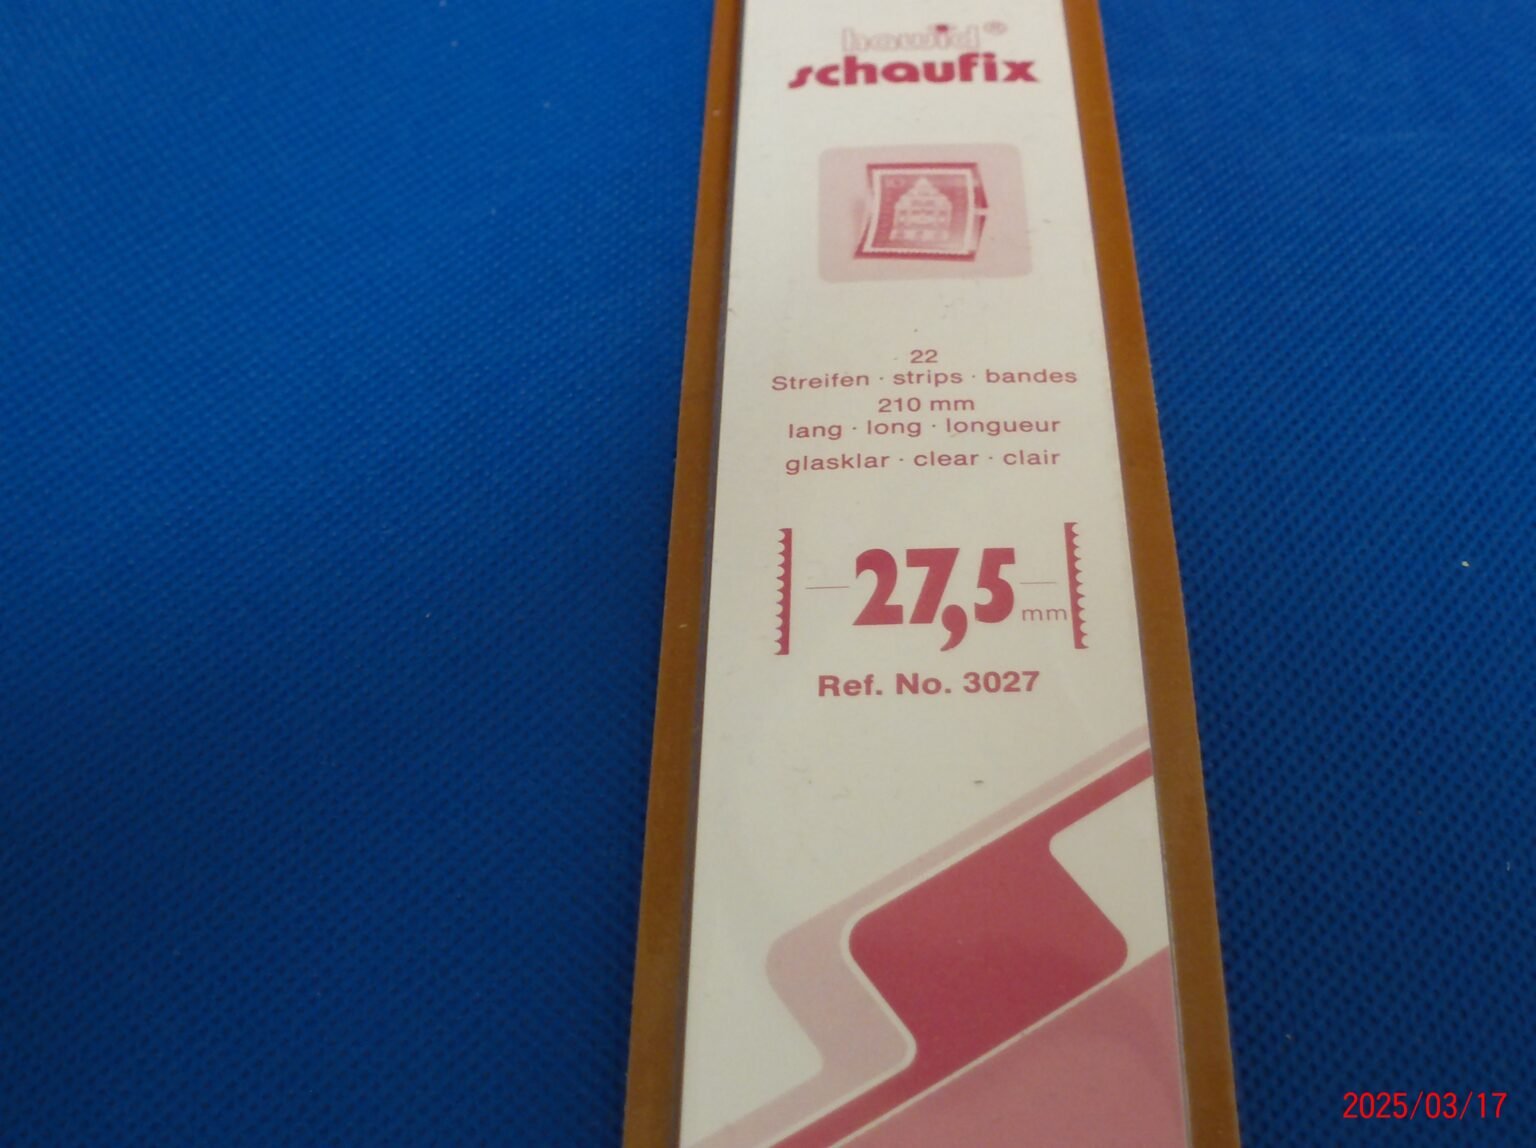 hawid®
schaufix
22
Streifen · strips · bandes
210 mm
lang · long · longueur
glasklar · clear · clair
27,5 mm
Ref. No. 3027
2025/03/17